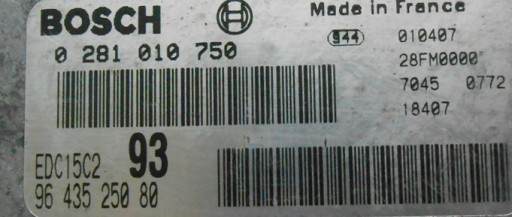 BOSCH
Made in France
0 281 010 750
S44 010407
28FM0000
7045 0772
18407
EDC15C2 93
96 435 250 80